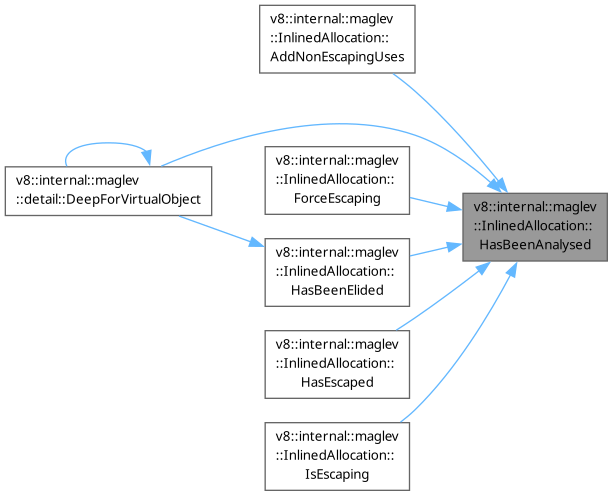 v8::internal::maglev
::InlinedAllocation::
AddNonEscapingUses
v8::internal::maglev
::detail::DeepForVirtualObject
v8::internal::maglev
::InlinedAllocation::
ForceEscaping
v8::internal::maglev
::InlinedAllocation::
HasBeenAnalysed
v8::internal::maglev
::InlinedAllocation::
HasBeenElided
v8::internal::maglev
::InlinedAllocation::
HasEscaped
v8::internal::maglev
::InlinedAllocation::
IsEscaping